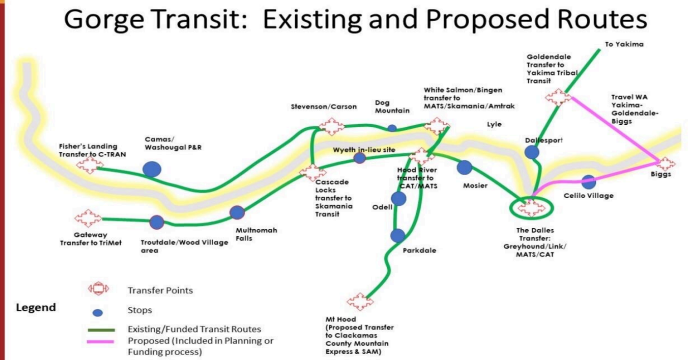 Gorge Transit: Existing and Proposed Routes
To Yakima
Goldendale
Transfer to
Yakima Tribal
Transit
White Salmon/Bingen
transfer to
MATS/Skamania/Amtrak
Travel WA
Yakima-
Goldendale-
Biggs
Stevenson/Carson
Dog
Mountain
Lyle
Fisher's Landing
Transfer to C-TRAN
Camas/
Washougal P&R
Wyeth in-lieu site
Dallesport
Hood River
transfer to
CAT/MATS
Biggs
Cascade
Locks
transfer to
Skamania
Transit
Mosier
Celilo Village
Odell
Gateway
Transfer to TriMet
Troutdale/Wood Village
area
Multnomah
Falls
The Dalles
Transfer:
Greyhound/Link/
MATS/CAT
Parkdale
Legend
Transfer Points
Stops
Existing/Funded Transit Routes
Proposed (Included in Planning or
Funding process)
Mt Hood
(Proposed Transfer
to Clackamas
County Mountain
Express & SAM)